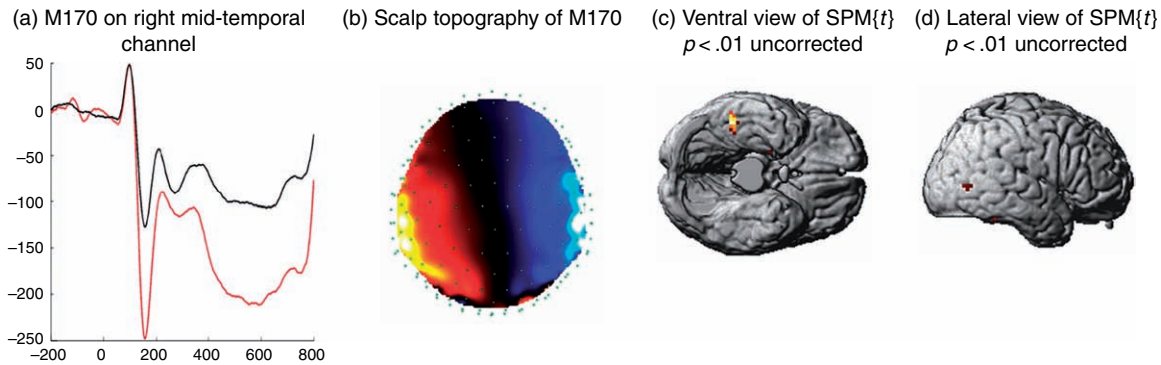 (a) M170 on right mid-temporal
channel
(b) Scalp topography of M170
(c) Ventral view of SPM{t}
p < .01 uncorrected
(d) Lateral view of SPM{t}
p < .01 uncorrected
50
0
−50
−100
−150
−200
−250
−200 0 200 400 600 800